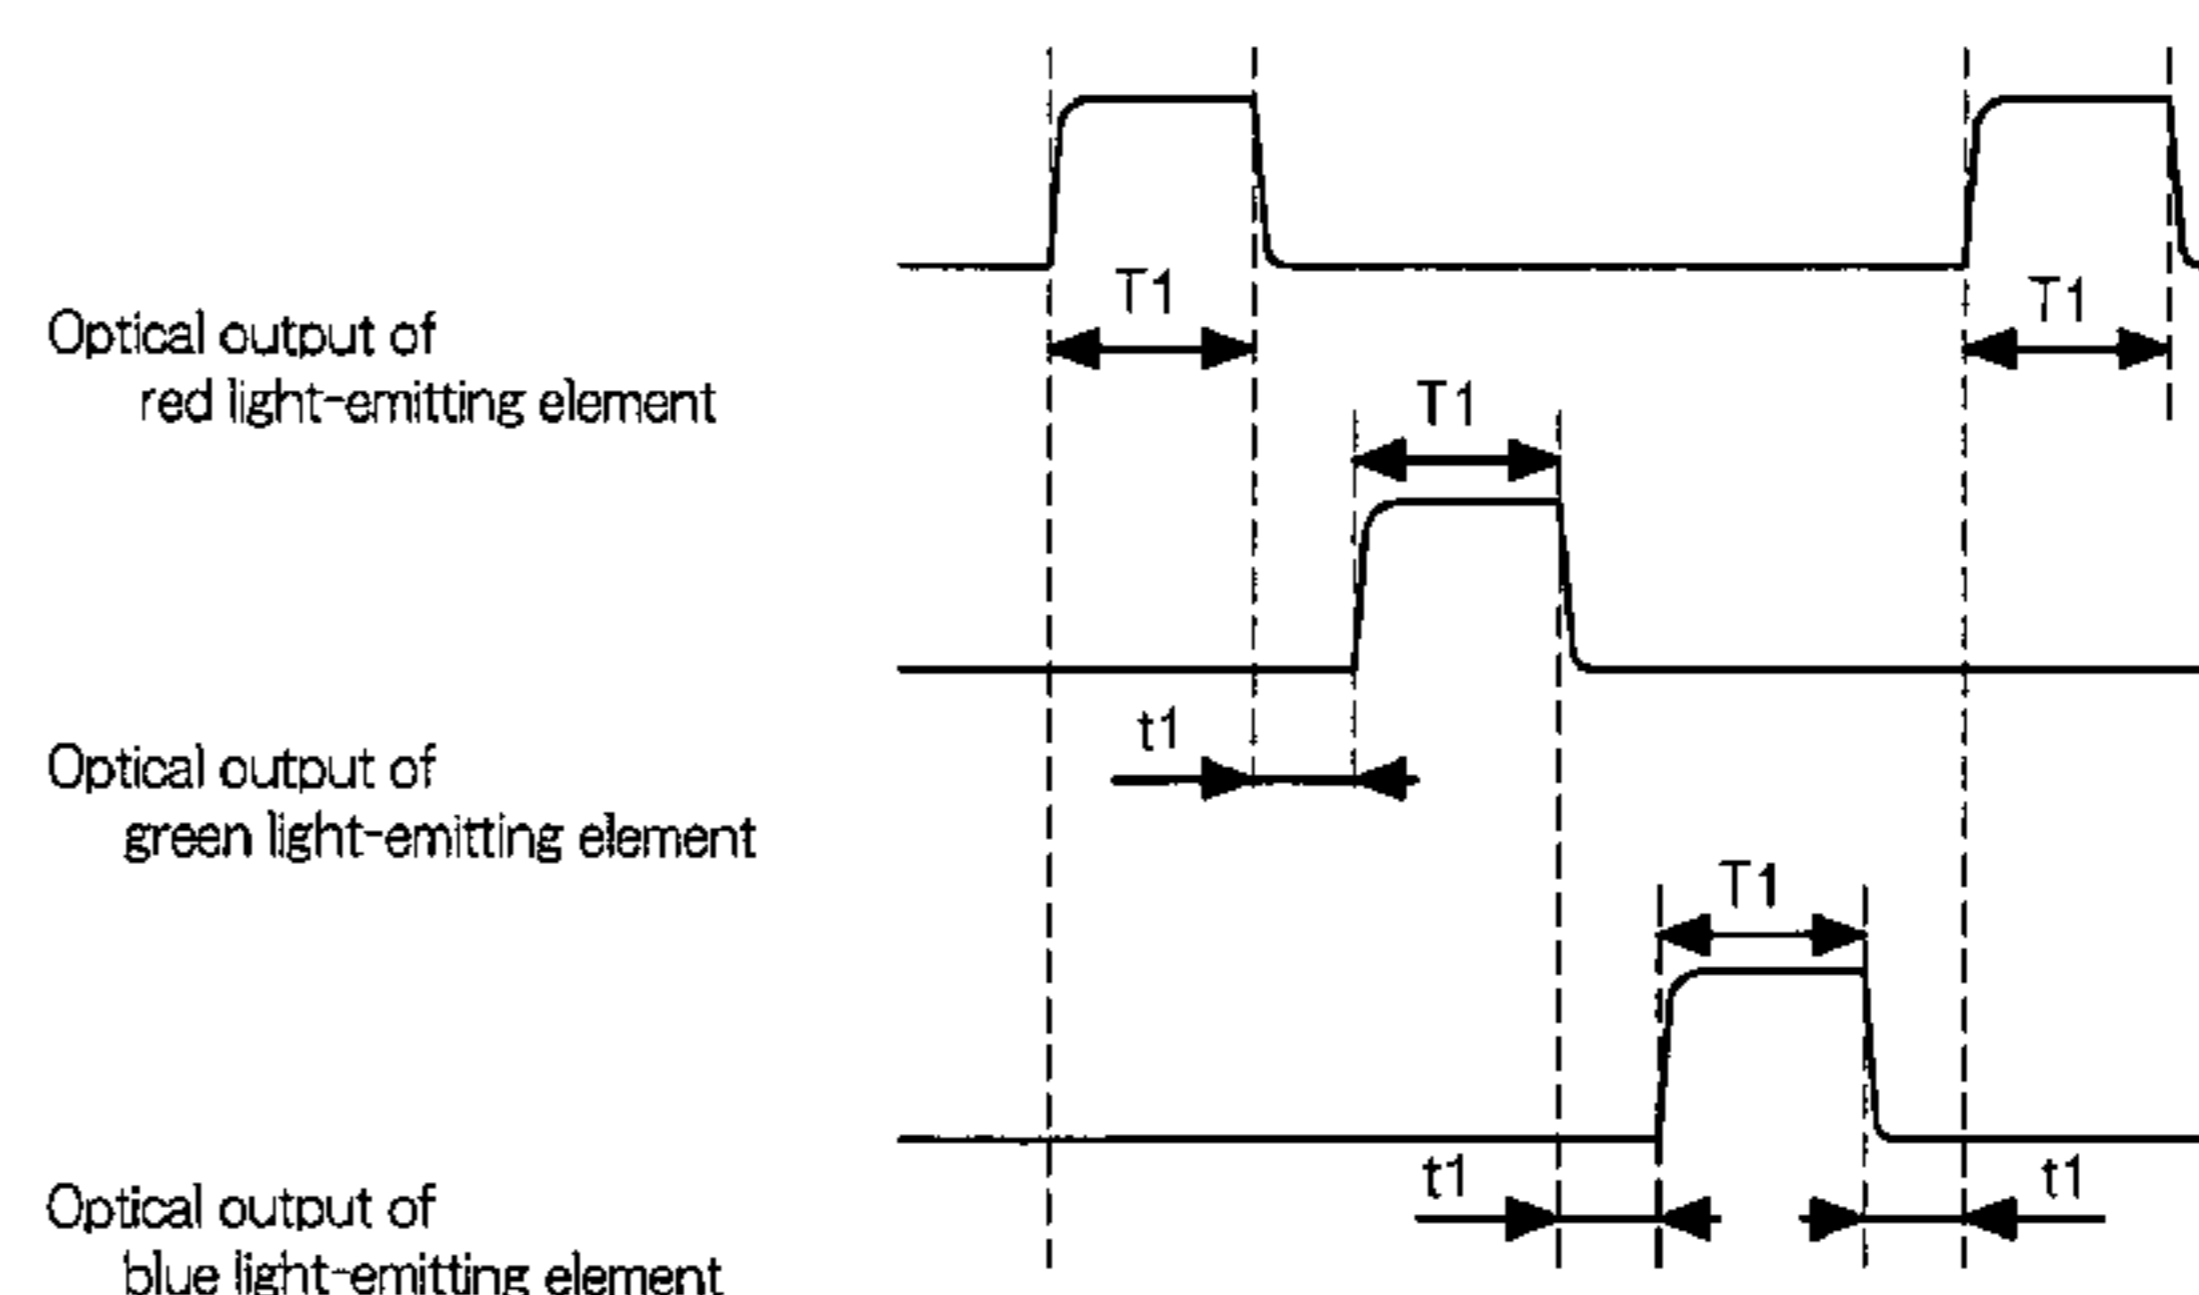 T1
T1
Optical output of
red light-emitting element
T1
t1
Optical output of
green light-emitting element
T1
t1
t1
Optical output of
blue light-emitting element